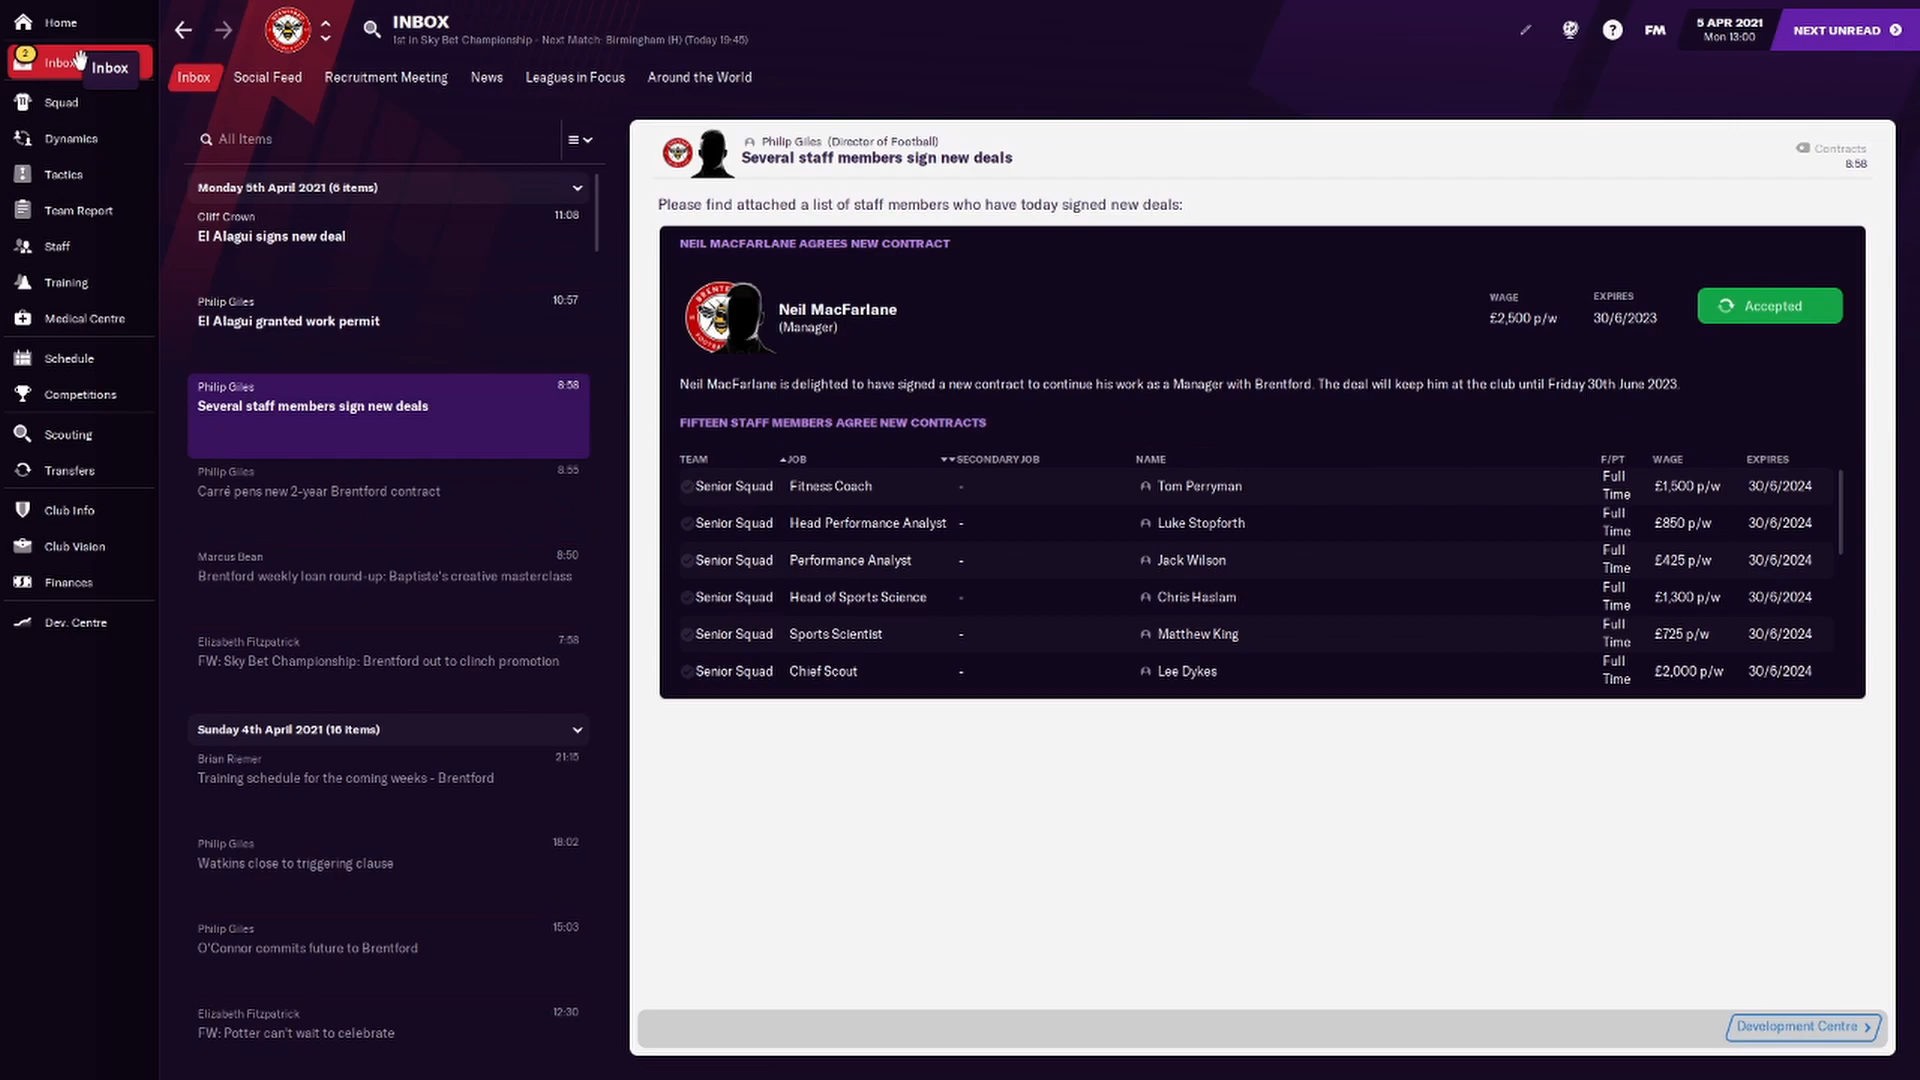 Home
2
Inbox
Inbox
Squad
Dynamics
Tactics
Team Report
Staff
Training
Medical Centre
Schedule
Competitions
Scouting
Transfers
Club Info
Club Vision
Finances
Dev. Centre
INBOX
1st in Sky Bet Championship - Next Match: Birmingham (H) (Today 19:45)
FM
5 APR 2021
Mon 13:00
NEXT UNREAD
Inbox Social Feed Recruitment Meeting News Leagues in Focus Around the World
All Items
Monday 5th April 2021 (6 items)
Cliff Crown 11:08
El Alagui signs new deal
Philip Giles 10:57
El Alagui granted work permit
Philip Giles 8:58
Several staff members sign new deals
Philip Giles 8:55
Carré pens new 2-year Brentford contract
Marcus Bean 8:50
Brentford weekly loan round-up: Baptiste's creative masterclass
Elizabeth Fitzpatrick 7:58
FW: Sky Bet Championship: Brentford out to clinch promotion
Sunday 4th April 2021 (16 items)
Brian Riemer 21:15
Training schedule for the coming weeks - Brentford
Philip Giles 18:02
Watkins close to triggering clause
Philip Giles 15:03
O'Connor commits future to Brentford
Elizabeth Fitzpatrick 12:30
FW: Potter can't wait to celebrate
Philip Giles (Director of Football)
Several staff members sign new deals
Contracts
8:58
Please find attached a list of staff members who have today signed new deals:
NEIL MACFARLANE AGREES NEW CONTRACT
Neil MacFarlane
(Manager)
WAGE
£2,500 p/w
EXPIRES
30/6/2023
Accepted
Neil MacFarlane is delighted to have signed a new contract to continue his work as a Manager with Brentford. The deal will keep him at the club until Friday 30th June 2023.
FIFTEEN STAFF MEMBERS AGREE NEW CONTRACTS
TEAM JOB SECONDARY JOB NAME F/PT WAGE EXPIRES
Senior Squad Fitness Coach - Tom Perryman Full Time £1,500 p/w 30/6/2024
Senior Squad Head Performance Analyst - Luke Stopforth Full Time £850 p/w 30/6/2024
Senior Squad Performance Analyst - Jack Wilson Full Time £425 p/w 30/6/2024
Senior Squad Head of Sports Science - Chris Haslam Full Time £1,300 p/w 30/6/2024
Senior Squad Sports Scientist - Matthew King Full Time £725 p/w 30/6/2024
Senior Squad Chief Scout - Lee Dykes Full Time £2,000 p/w 30/6/2024
Development Centre